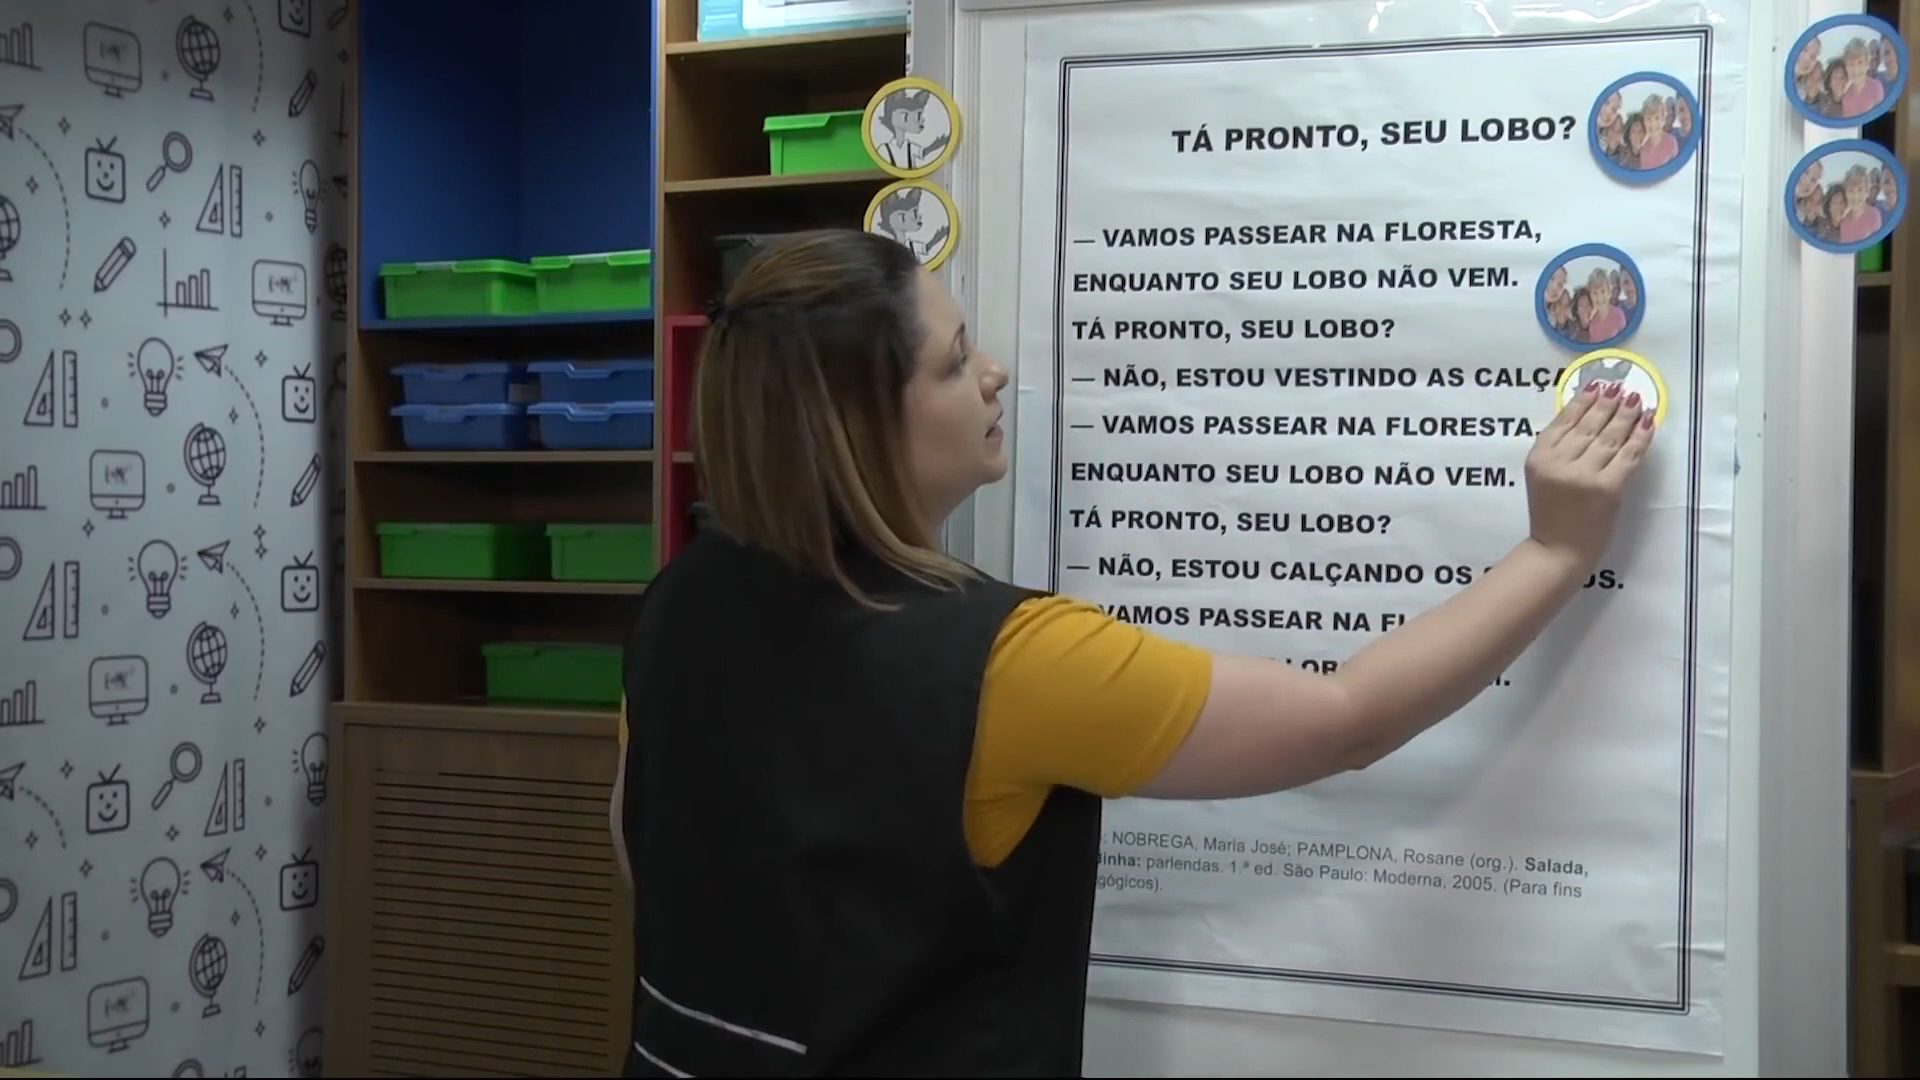 TÁ PRONTO, SEU LOBO?
— VAMOS PASSEAR NA FLORESTA,
ENQUANTO SEU LOBO NÃO VEM.
TÁ PRONTO, SEU LOBO?
— NÃO, ESTOU VESTINDO AS
— VAMOS PASSEAR NA FLORESTA,
ENQUANTO SEU LOBO NÃO VEM.
TÁ PRONTO, SEU LOBO?
— NÃO, ESTOU CALÇANDO OS
VAMOS PASSEAR NA
: NOBREGA, Maria José; PAMPLONA, Rosane (org.). Salada,
parlendas. 1.ª ed. São Paulo: Moderna, 2005. (Para fins